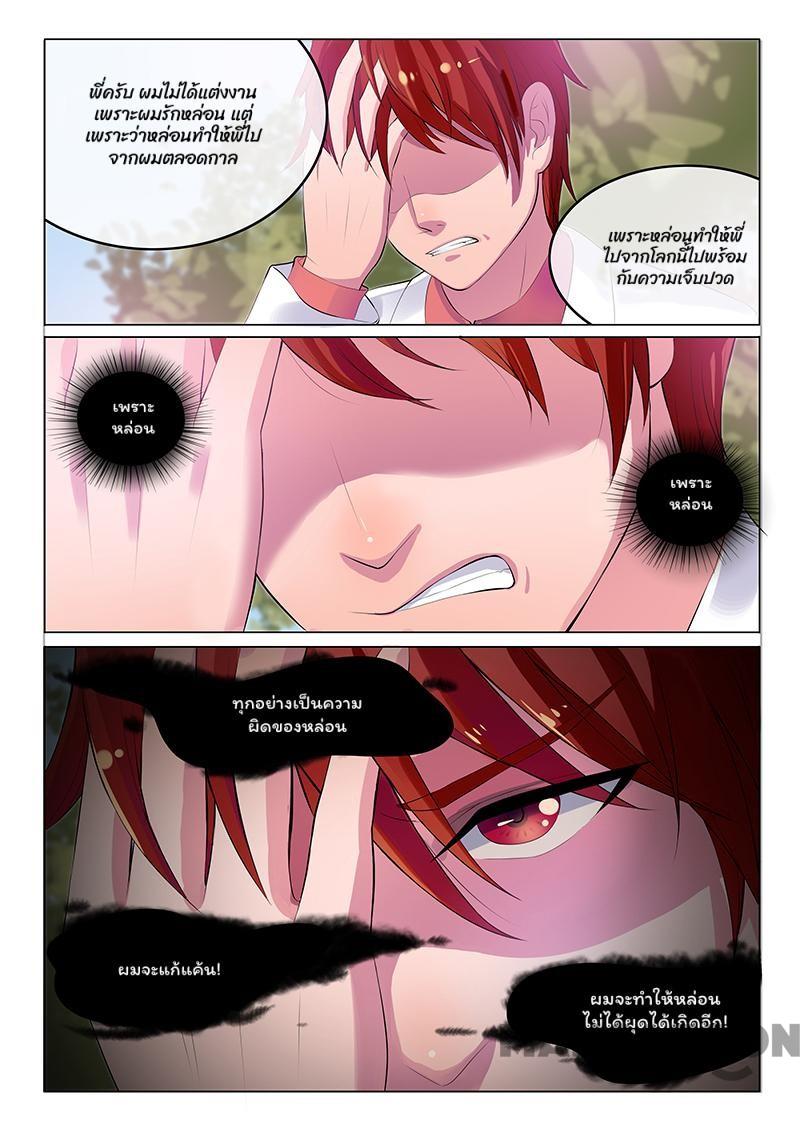 พี่ครับ ผมไม่ได้แต่งงาน
เพราะผมรักหล่อน แต่
เพราะว่าหล่อนทำให้พี่ไป
จากผมตลอดกาล
เพราะหล่อนทำให้พี่
ไปจากโลกนี้ไปพร้อม
กับความเจ็บปวด
เพราะ
หล่อน
เพราะ
หล่อน
ทุกอย่างเป็นความ
ผิดของหล่อน
ผมจะแก้แค้น!
ผมจะทำให้หล่อน
ไม่ได้ผุดได้เกิดอีก!